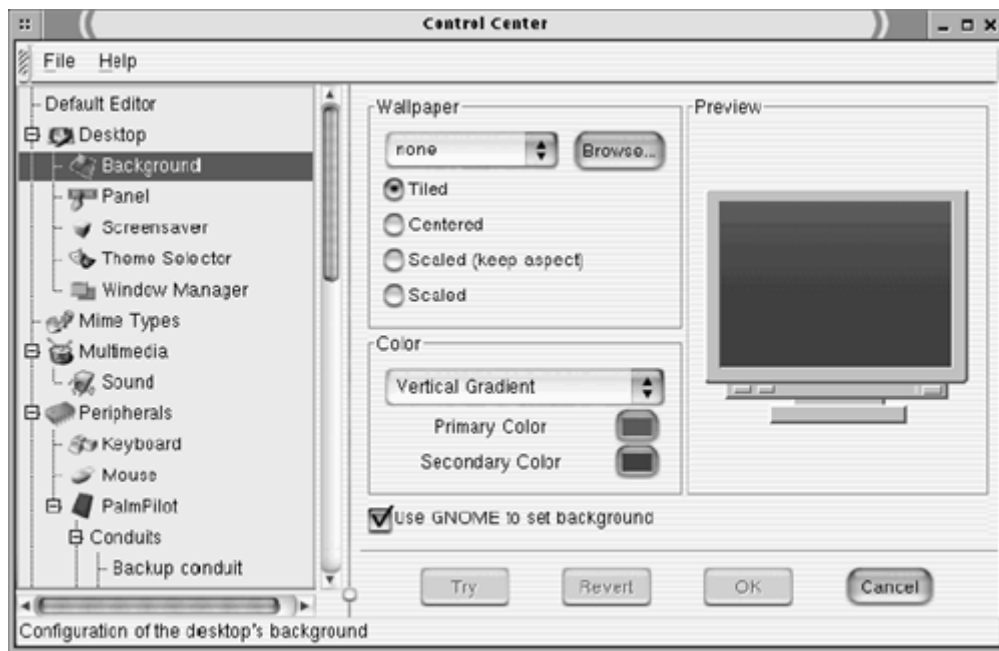 Control Center
File Help
Default Editor
Desktop
Background
Panel
Screensaver
Theme Selector
Window Manager
Mime Types
Multimedia
Sound
Peripherals
Keyboard
Mouse
PalmPilot
Conduits
Backup conduit
Wallpaper
none
Browse...
Tiled
Centered
Scaled (keep aspect)
Scaled
Color
Vertical Gradient
Primary Color
Secondary Color
Preview
Use GNOME to set background
Try Revert OK Cancel
Configuration of the desktop's background